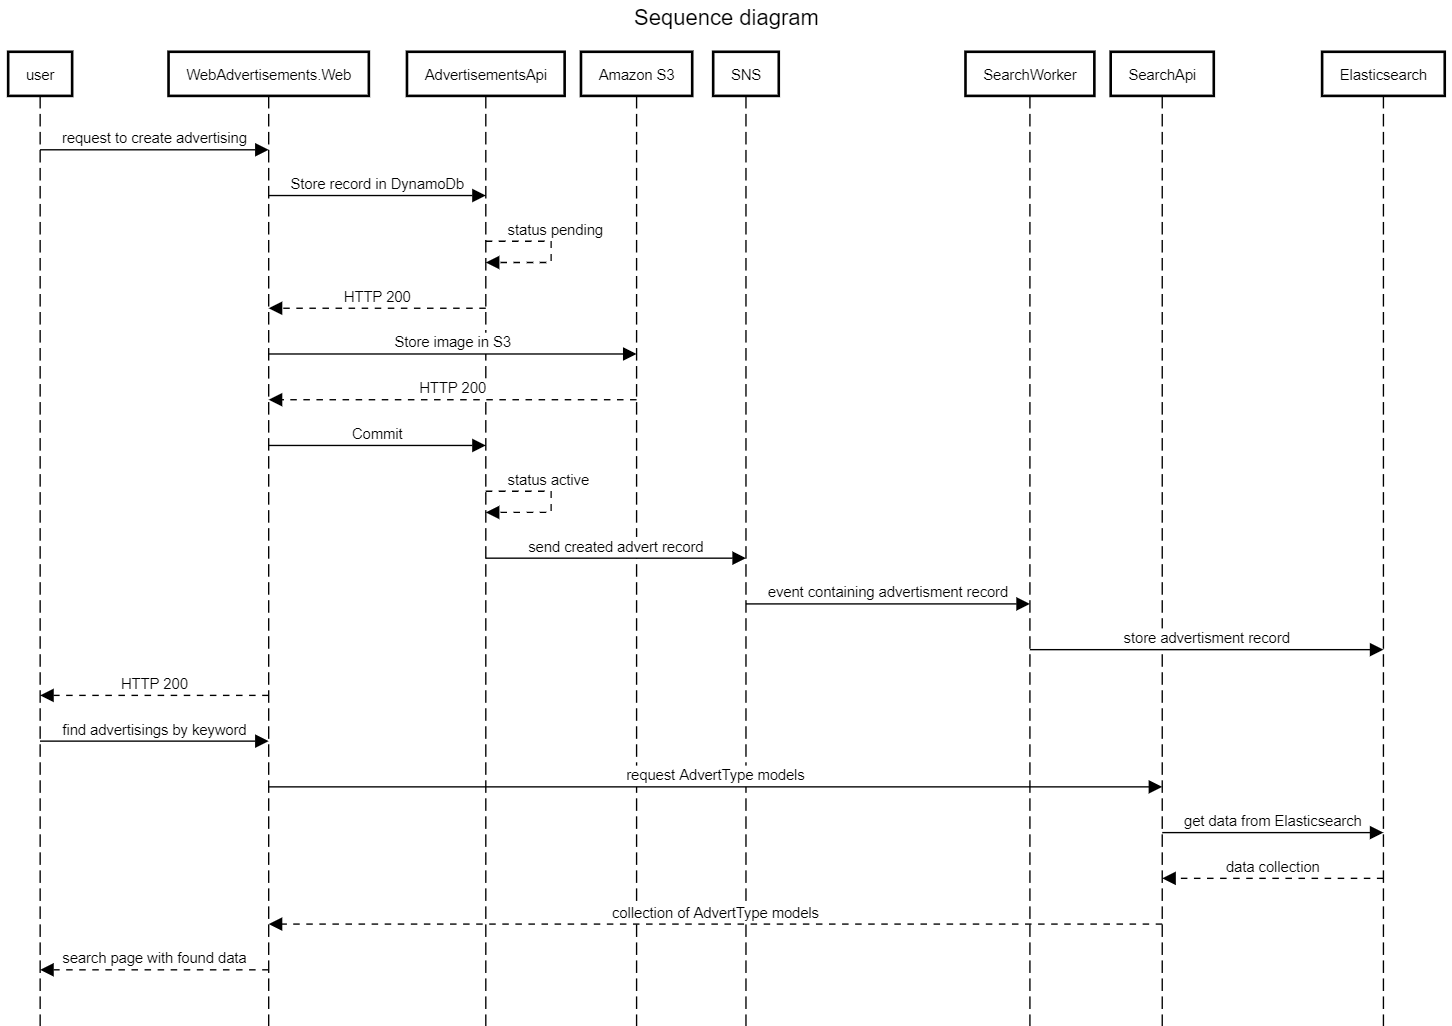 Sequence diagram
user
WebAdvertisements.Web
AdvertisementsApi
Amazon S3
SNS
SearchWorker
SearchApi
Elasticsearch
request to create advertising
Store record in DynamoDb
status pending
HTTP 200
Store image in S3
HTTP 200
Commit
status active
send created advert record
event containing advertisment record
store advertisment record
HTTP 200
find advertisings by keyword
request AdvertType models
get data from Elasticsearch
data collection
collection of AdvertType models
search page with found data